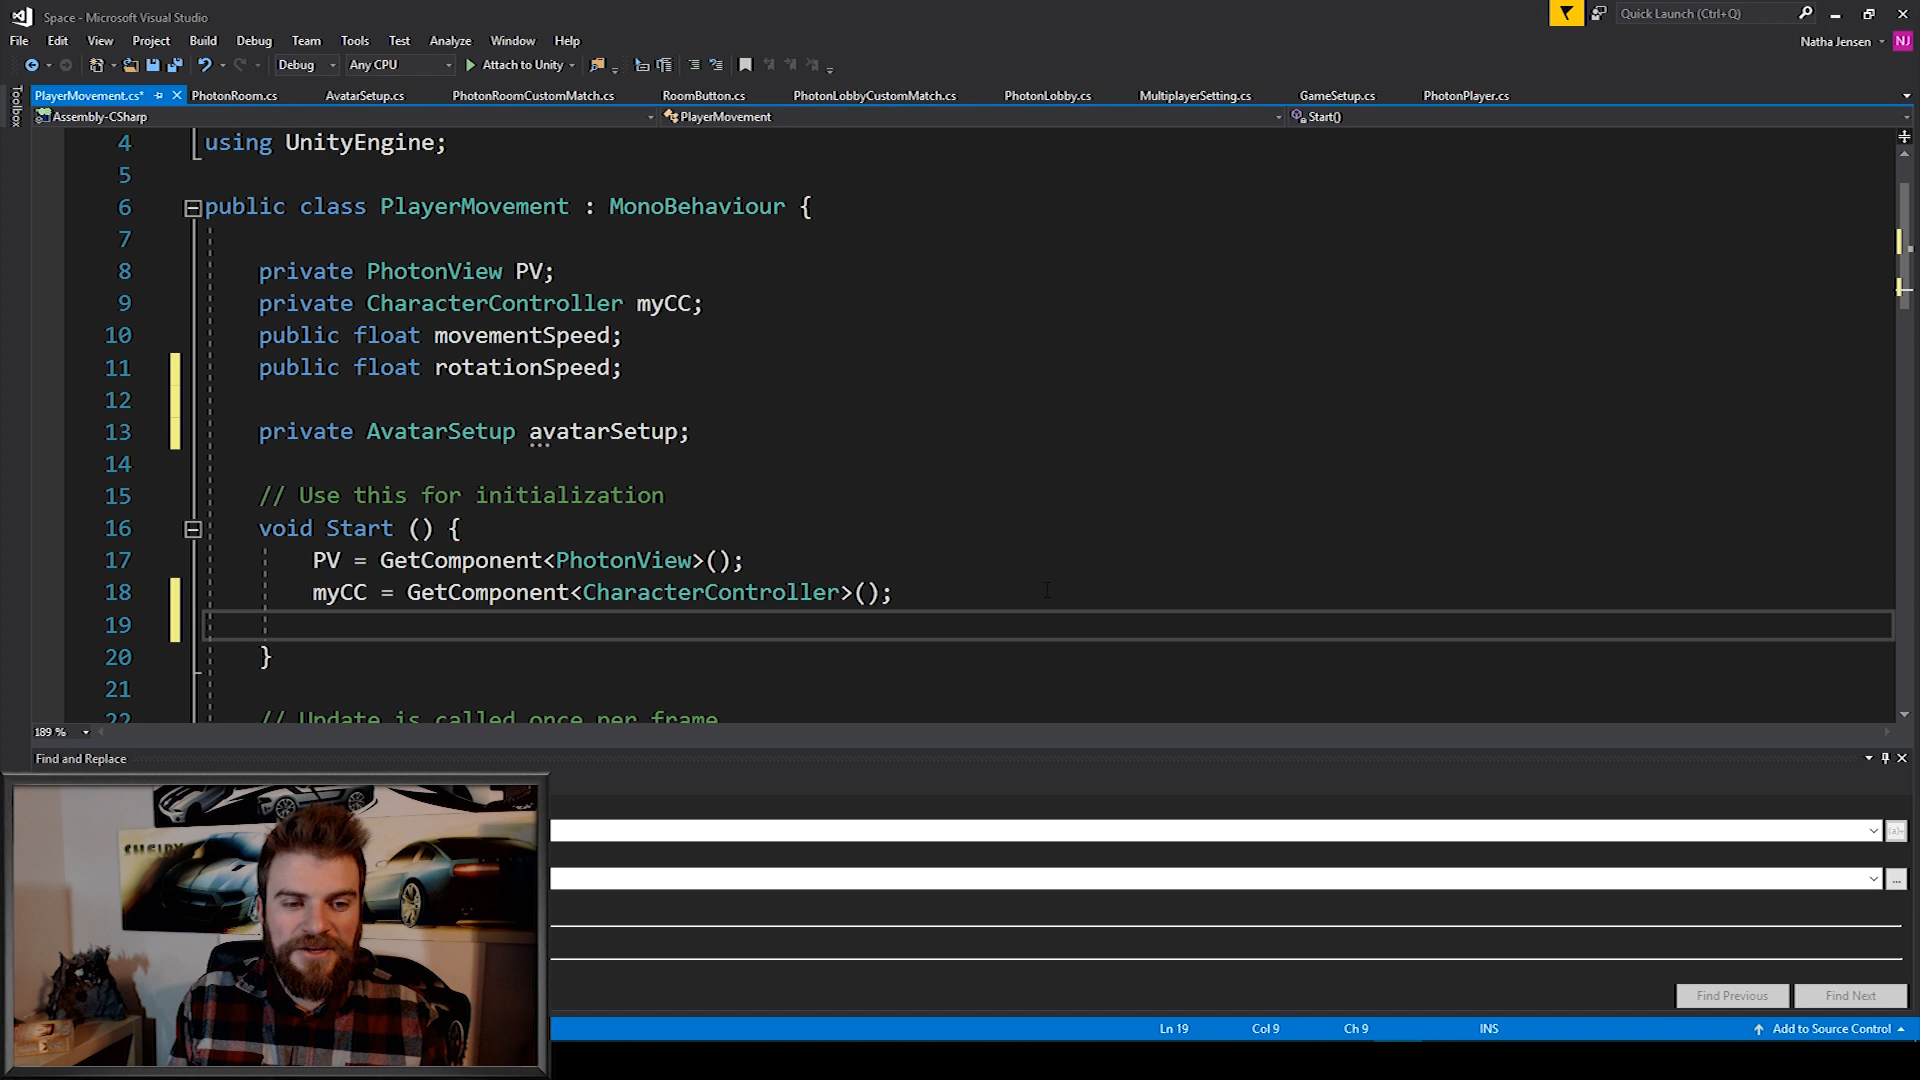 Space - Microsoft Visual Studio
Quick Launch (Ctrl+Q)
File Edit View Project Build Debug Team Tools Test Analyze Window Help
Natha Jensen NJ
Debug Any CPU Attach to Unity
Toolbox
PlayerMovement.cs* PhotonRoom.cs AvatarSetup.cs PhotonRoomCustomMatch.cs RoomButton.cs PhotonLobbyCustomMatch.cs PhotonLobby.cs MultiplayerSetting.cs GameSetup.cs PhotonPlayer.cs
Assembly-CSharp PlayerMovement Start()
4 using UnityEngine;
5
6 public class PlayerMovement : MonoBehaviour {
7
8 private PhotonView PV;
9 private CharacterController myCC;
10 public float movementSpeed;
11 public float rotationSpeed;
12
13 private AvatarSetup avatarSetup;
14
15 // Use this for initialization
16 void Start () {
17 PV = GetComponent<PhotonView>();
18 myCC = GetComponent<CharacterController>();
19
20 }
21
22 // Update is called once per frame
189 %
Find and Replace
SHELBY
...
Find Previous Find Next
Ln 19 Col 9 Ch 9 INS Add to Source Control